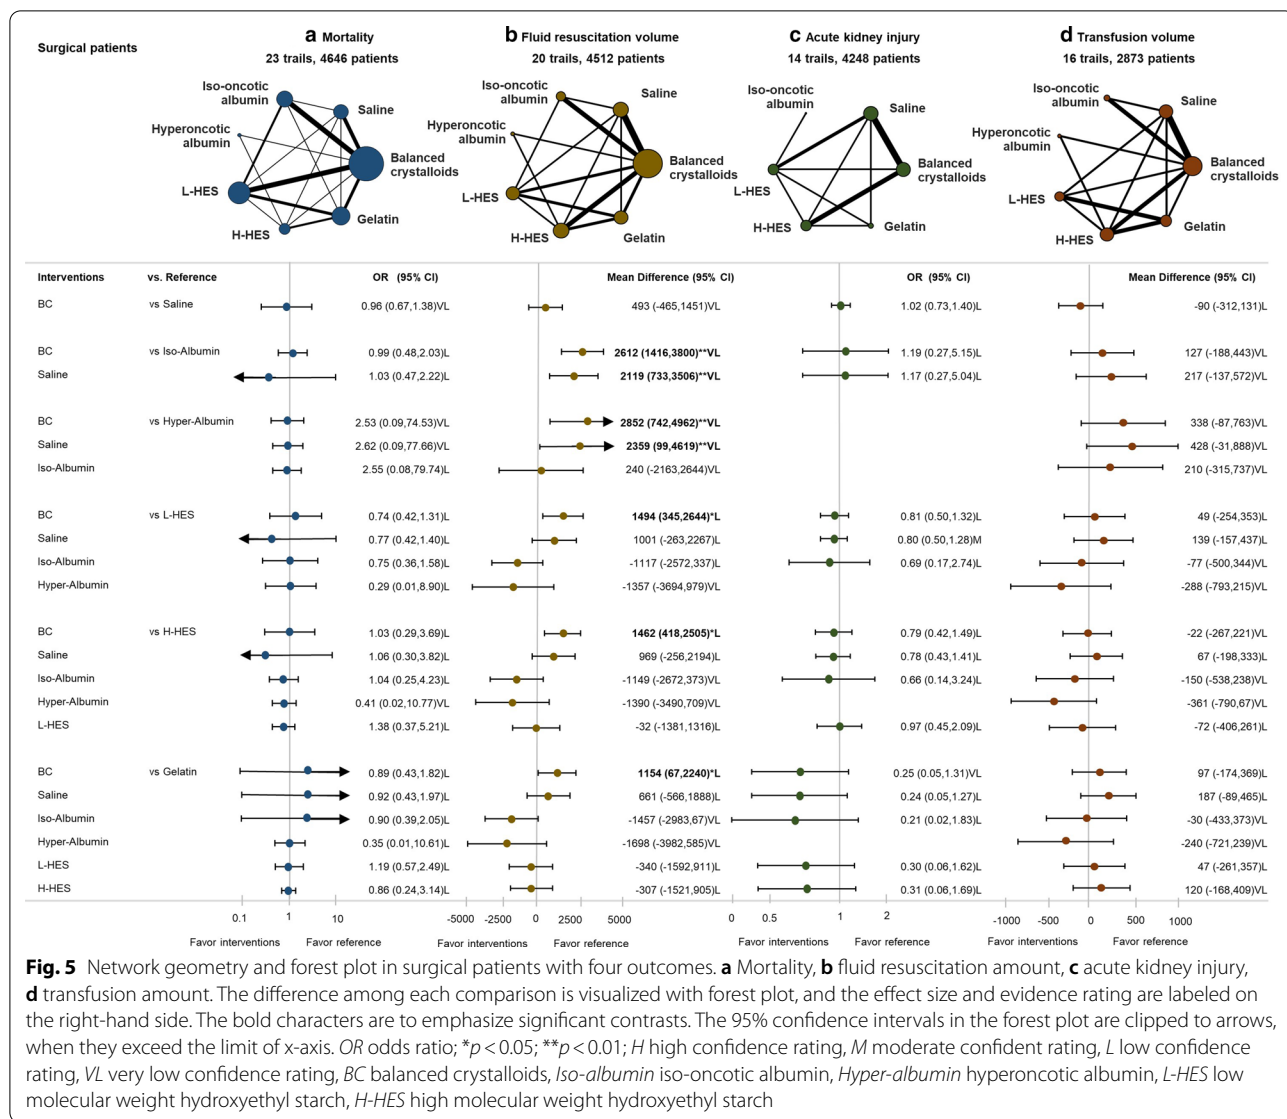 Surgical patients
a Mortality
23 trails, 4646 patients
Iso-oncotic
albumin
Saline
Hyperoncotic
albumin
Balanced
crystalloids
L-HES
H-HES
Gelatin
b Fluid resuscitation volume
20 trails, 4512 patients
Iso-oncotic
albumin
Saline
Hyperoncotic
albumin
Balanced
crystalloids
L-HES
H-HES
Gelatin
c Acute kidney injury
14 trails, 4248 patients
Iso-oncotic
albumin
Saline
Balanced
crystalloids
L-HES
H-HES
Gelatin
d Transfusion volume
16 trails, 2873 patients
Iso-oncotic
albumin
Saline
Hyperoncotic
albumin
Balanced
crystalloids
L-HES
H-HES
Gelatin
Interventions vs. Reference OR (95% CI) Mean Difference (95% CI) OR (95% CI) Mean Difference (95% CI)
BC vs Saline 0.96 (0.67,1.38)VL 493 (-465,1451)VL 1.02 (0.73,1.40)L -90 (-312,131)L
BC vs Iso-Albumin 0.99 (0.48,2.03)L 2612 (1416,3800)**VL 1.19 (0.27,5.15)L 127 (-188,443)VL
Saline 1.03 (0.47,2.22)L 2119 (733,3506)**VL 1.17 (0.27,5.04)L 217 (-137,572)VL
BC vs Hyper-Albumin 2.53 (0.09,74.53)VL 2852 (742,4962)**VL 338 (-87,763)VL
Saline 2.62 (0.09,77.66)VL 2359 (99,4619)**VL 428 (-31,888)VL
Iso-Albumin 2.55 (0.08,79.74)L 240 (-2163,2644)VL 210 (-315,737)VL
BC vs L-HES 0.74 (0.42,1.31)L 1494 (345,2644)*L 0.81 (0.50,1.32)L 49 (-254,353)L
Saline 0.77 (0.42,1.40)L 1001 (-263,2267)L 0.80 (0.50,1.28)M 139 (-157,437)L
Iso-Albumin 0.75 (0.36,1.58)L -1117 (-2572,337)L 0.69 (0.17,2.74)L -77 (-500,344)L
Hyper-Albumin 0.29 (0.01,8.90)L -1357 (-3694,979)VL -288 (-793,215)VL
BC vs H-HES 1.03 (0.29,3.69)L 1462 (418,2505)*L 0.79 (0.42,1.49)L -22 (-267,221)VL
Saline 1.06 (0.30,3.82)L 969 (-256,2194)L 0.78 (0.43,1.41)L 67 (-198,333)L
Iso-Albumin 1.04 (0.25,4.23)L -1149 (-2672,373)L 0.66 (0.14,3.24)L -150 (-538,238)L
Hyper-Albumin 0.41 (0.02,10.77)VL -1390 (-3490,709)VL -361 (-790,67)VL
L-HES 1.38 (0.37,5.21)L -32 (-1381,1316)L 0.97 (0.45,2.09)L -72 (-406,261)L
BC vs Gelatin 0.89 (0.43,1.82)L 1154 (67,2240)*L 0.25 (0.05,1.31)VL 97 (-174,369)L
Saline 0.92 (0.43,1.97)L 661 (-566,1888)L 0.24 (0.05,1.27)L 187 (-89,465)L
Iso-Albumin 0.90 (0.39,2.05)L -1457 (-2983,67)VL 0.21 (0.02,1.83)L -30 (-433,373)VL
Hyper-Albumin 0.35 (0.01,10.61)L -1698 (-3982,585)VL -240 (-721,239)VL
L-HES 1.19 (0.57,2.49)L -340 (-1592,911)L 0.30 (0.06,1.62)L 47 (-261,357)L
H-HES 0.86 (0.24,3.14)L -307 (-1521,905)L 0.31 (0.06,1.69)L 120 (-168,409)VL
0.1 1 10 -5000 -2500 0 2500 5000 0 0.5 1 2 -1000 -500 0 500 1000
Favor interventions Favor reference Favor interventions Favor reference Favor interventions Favor reference Favor interventions Favor reference
Fig. 5 Network geometry and forest plot in surgical patients with four outcomes. a Mortality, b fluid resuscitation amount, c acute kidney injury,
d transfusion amount. The difference among each comparison is visualized with forest plot, and the effect size and evidence rating are labeled on
the right-hand side. The bold characters are to emphasize significant contrasts. The 95% confidence intervals in the forest plot are clipped to arrows,
when they exceed the limit of x-axis. OR odds ratio; *p < 0.05; **p < 0.01; H high confidence rating, M moderate confident rating, L low confidence
rating, VL very low confidence rating, BC balanced crystalloids, Iso-albumin iso-oncotic albumin, Hyper-albumin hyperoncotic albumin, L-HES low
molecular weight hydroxyethyl starch, H-HES high molecular weight hydroxyethyl starch